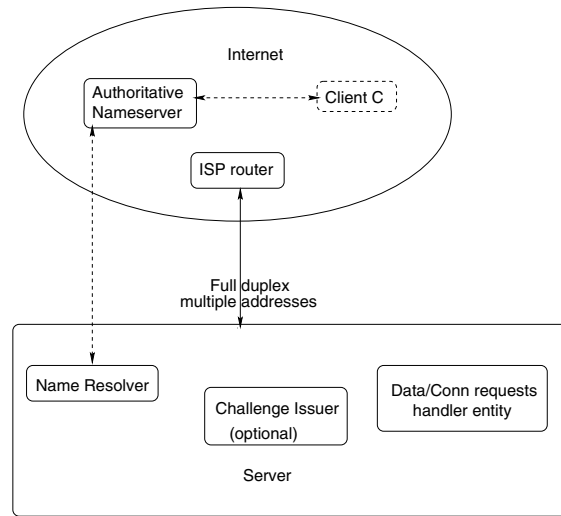 Internet
Authoritative
Nameserver
Client C
ISP router
Full duplex
multiple addresses
Name Resolver
Challenge Issuer
(optional)
Data/Conn requests
handler entity
Server